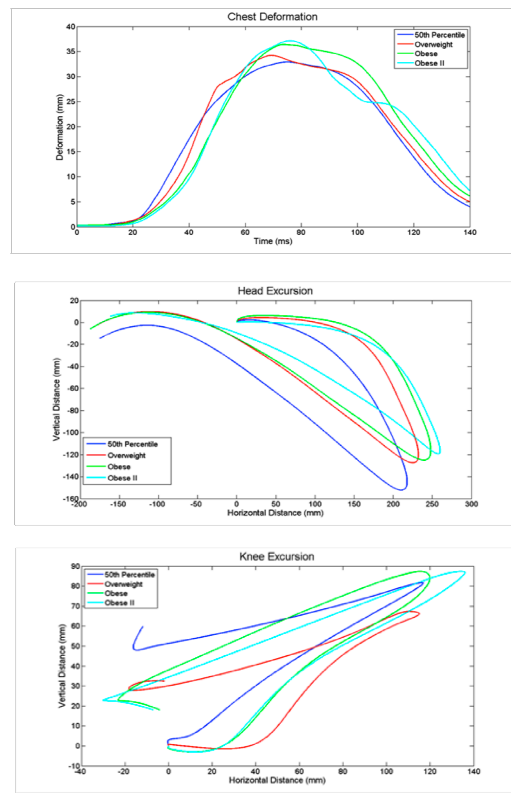 Chest Deformation
40
35
30
25
20
15
10
5
0
Deformation (mm)
50th Percentile
Overweight
Obese
Obese II
0 20 40 60 80 100 120 140
Time (ms)
Head Excursion
20
0
-20
-40
-60
-80
-100
-120
-140
-160
Vertical Distance (mm)
50th Percentile
Overweight
Obese
Obese II
-200 -150 -100 -50 0 50 100 150 200 250 300
Horizontal Distance (mm)
Knee Excursion
90
80
70
60
50
40
30
20
10
0
-10
Vertical Distance (mm)
50th Percentile
Overweight
Obese
Obese II
-40 -20 0 20 40 60 80 100 120 140
Horizontal Distance (mm)